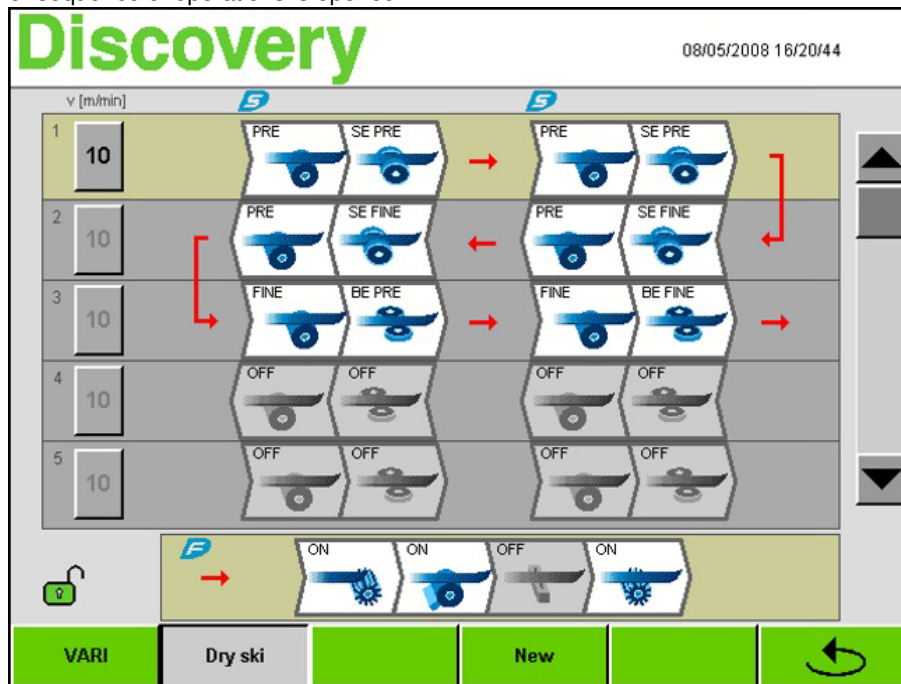 Discovery
08/05/2008 16/20/44
v [m/min]
S S
1 10 PRE SE PRE PRE SE PRE
2 10 PRE SE FINE PRE SE FINE
3 10 FINE BE PRE FINE BE FINE
4 10 OFF OFF OFF OFF
5 10 OFF OFF OFF OFF
F ON ON OFF ON
VARI Dry ski New